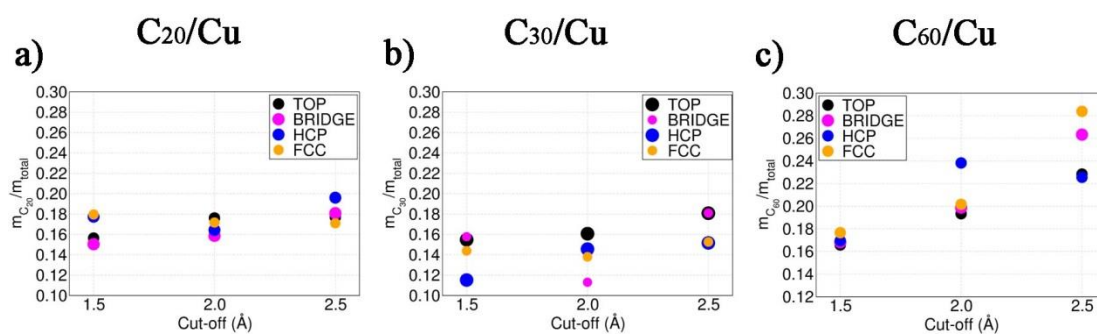 C20/Cu
C30/Cu
C60/Cu
a)
0.30
0.28
0.26
0.24
0.22
0.20
0.18
0.16
0.14
0.12
0.10
mC20/mtotal
TOP
BRIDGE
HCP
FCC
1.5
2.0
2.5
Cut-off (Å)
b)
0.30
0.28
0.26
0.24
0.22
0.20
0.18
0.16
0.14
0.12
0.10
mC30/mtotal
TOP
BRIDGE
HCP
FCC
1.5
2.0
2.5
Cut-off (Å)
c)
0.30
0.28
0.26
0.24
0.22
0.20
0.18
0.16
0.14
0.12
mC60/mtotal
TOP
BRIDGE
HCP
FCC
1.5
2.0
2.5
Cut-off (Å)